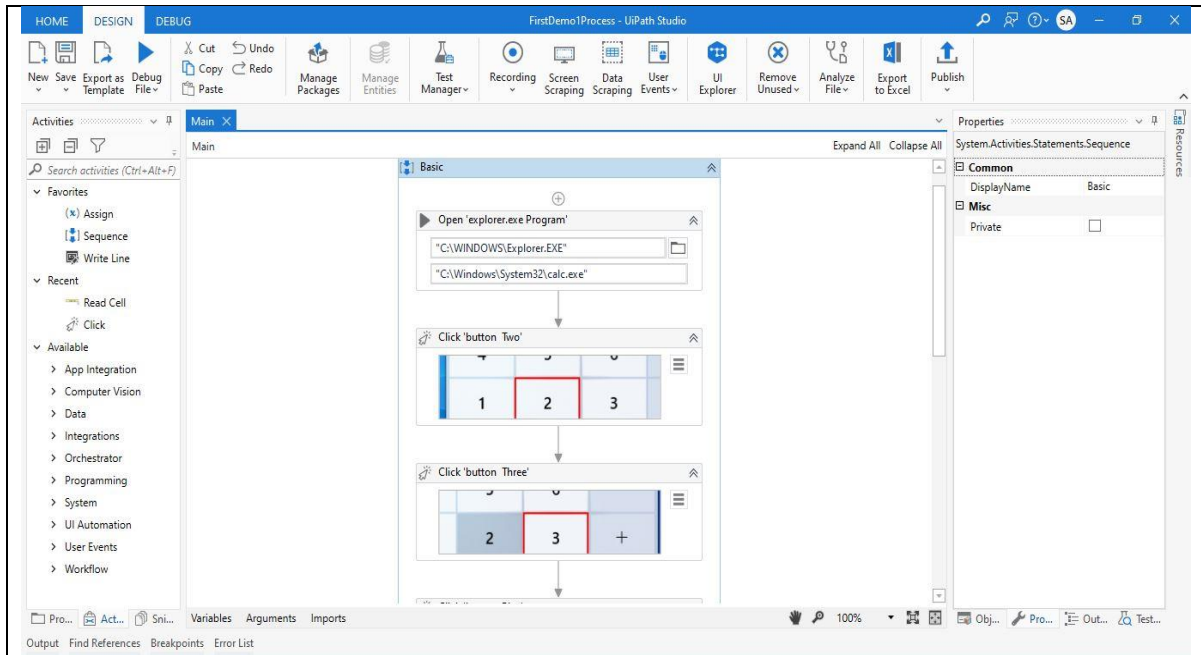 HOME DESIGN DEBUG FirstDemo1Process - UiPath Studio SA
New Save Export as Template Debug File Cut Copy Paste Undo Redo Manage Packages Manage Entities Test Manager Recording Screen Scraping Data Scraping User Events UI Explorer Remove Unused Analyze File Export to Excel Publish
Activities
Search activities (Ctrl+Alt+F)
Favorites
(x) Assign
Sequence
Write Line
Recent
Read Cell
Click
Available
App Integration
Computer Vision
Data
Integrations
Orchestrator
Programming
System
UI Automation
User Events
Workflow
Pro... Act... Sni...
Main
Main Expand All Collapse All
Basic
Open 'explorer.exe Program'
"C:\WINDOWS\Explorer.EXE"
"C:\Windows\System32\calc.exe"
Click 'button Two'
1 2 3
Click 'button Three'
2 3 +
Variables Arguments Imports 100%
Properties
System.Activities.Statements.Sequence
Common
DisplayName Basic
Misc
Private
Resources
Obj... Pro... Out... Test...
Output Find References Breakpoints Error List